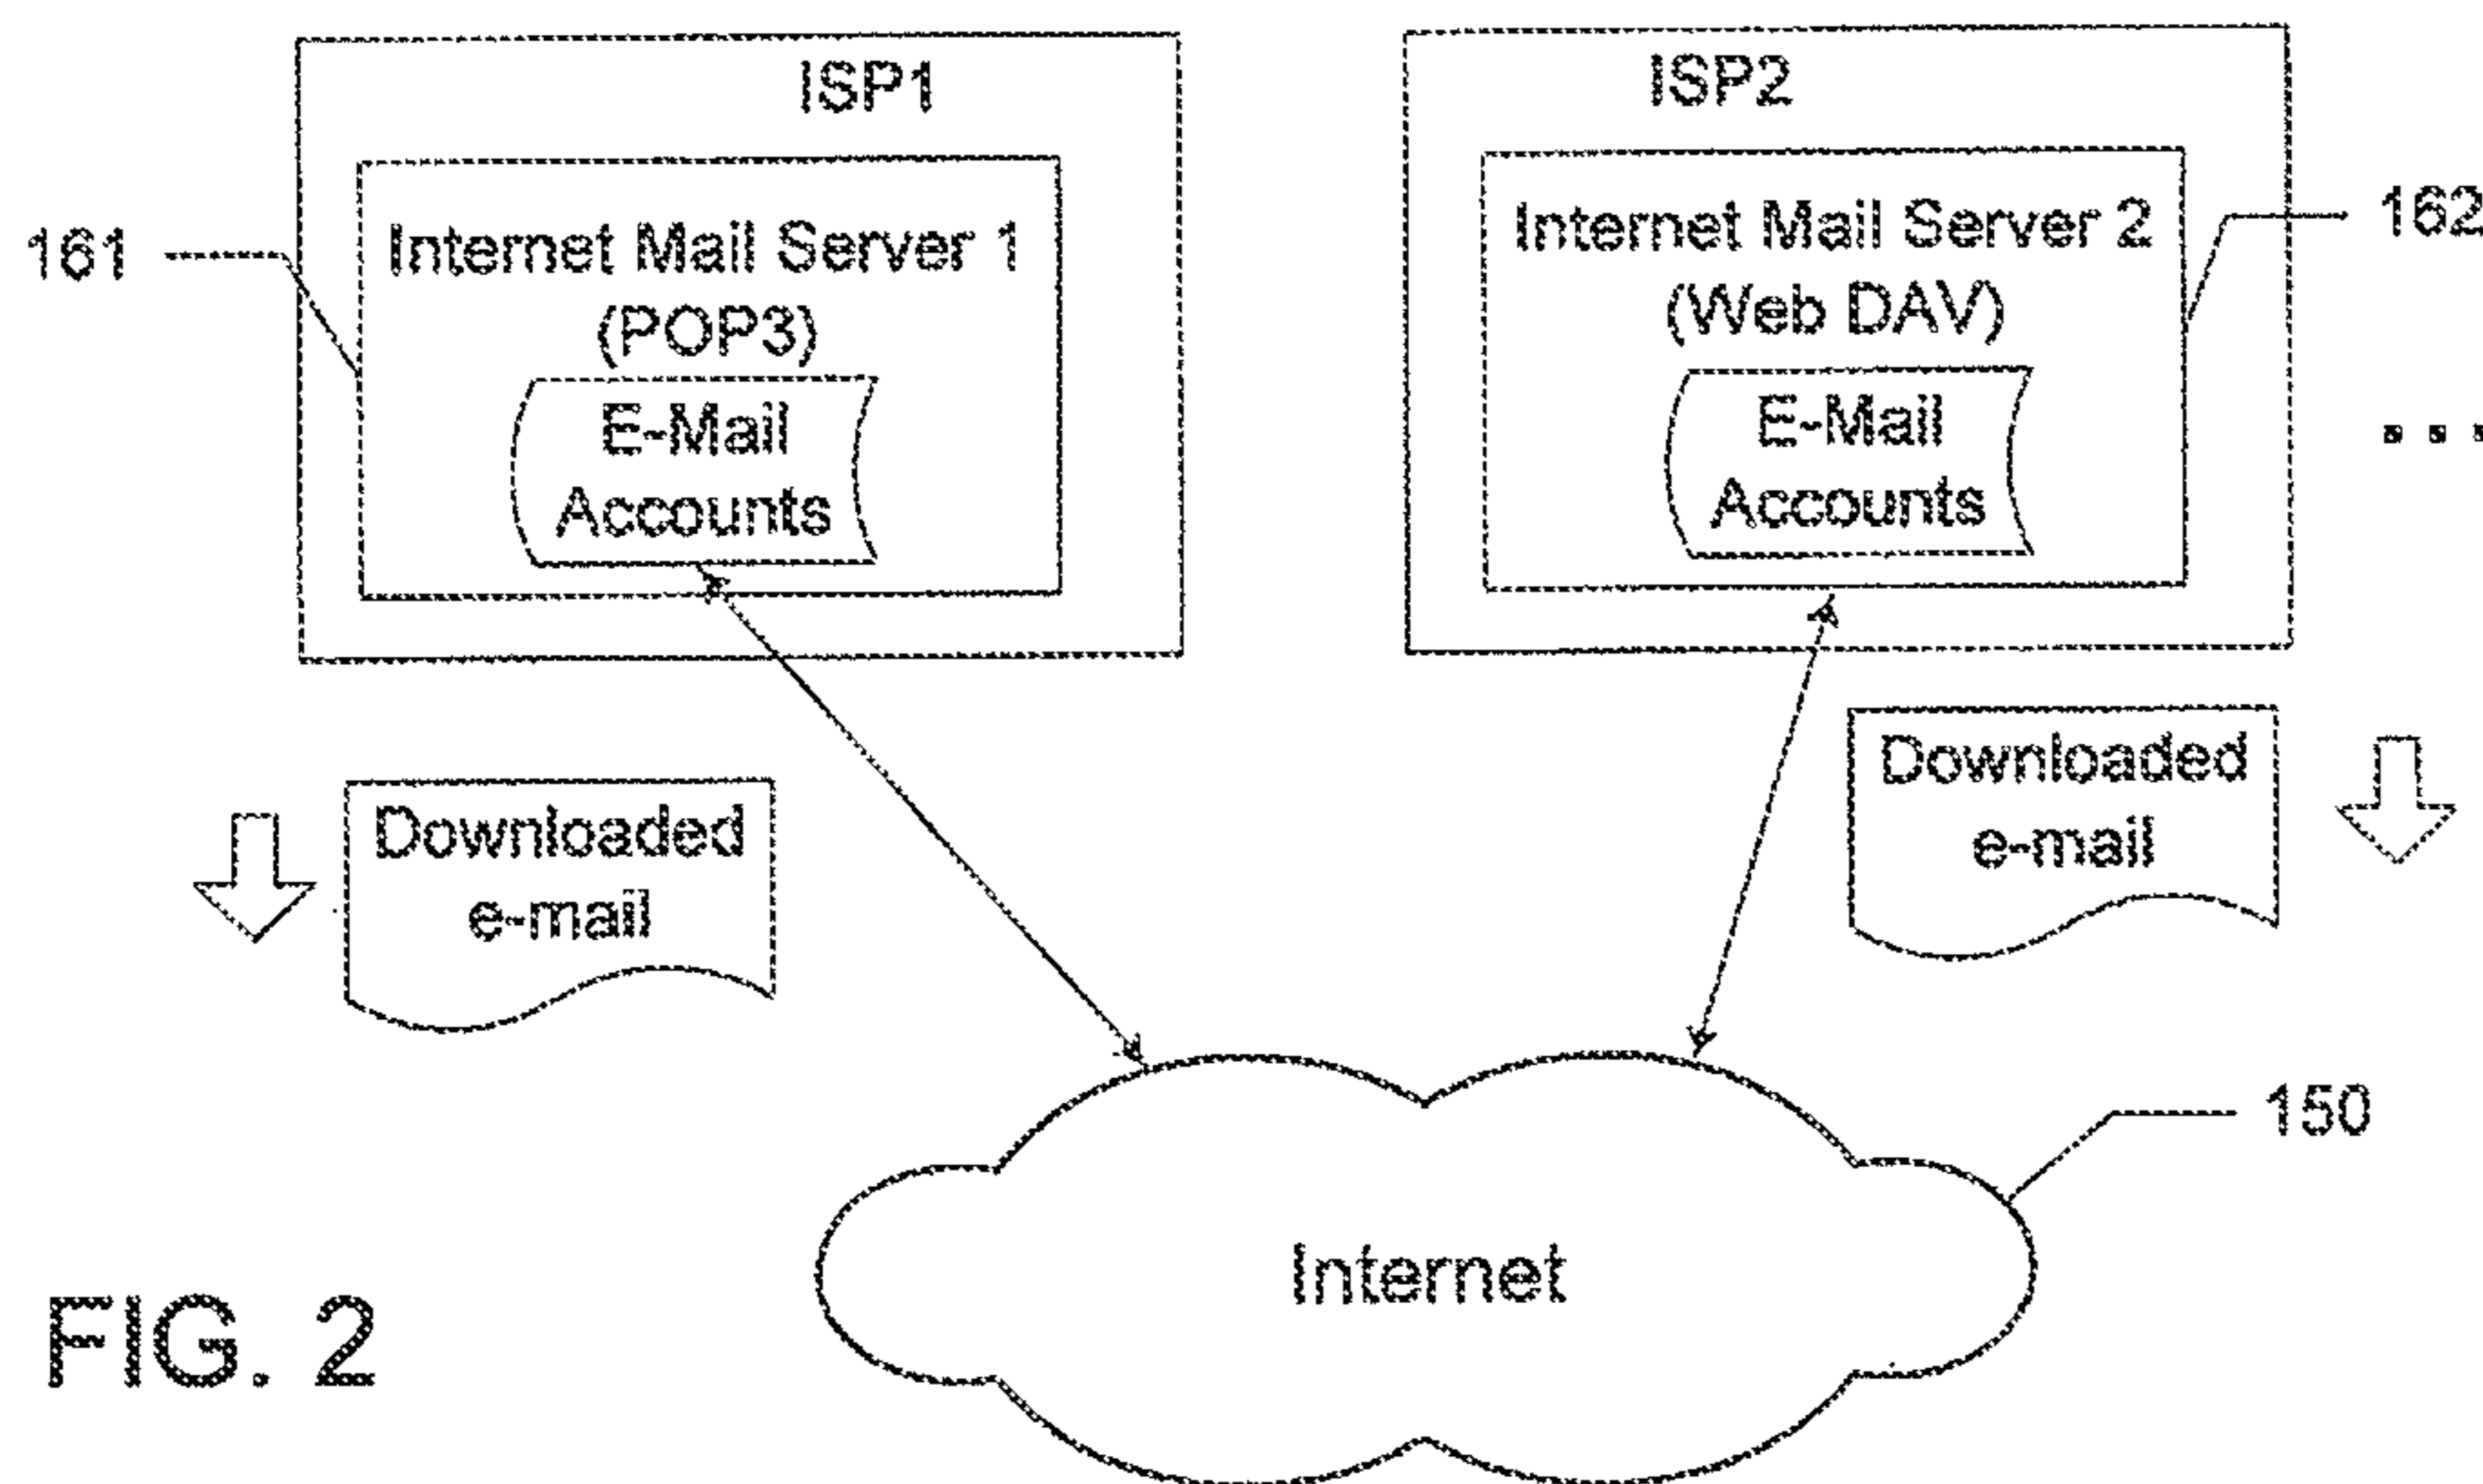 ISP1
161
Internet Mail Server 1
(POP3)
E-Mail
Accounts
ISP2
Internet Mail Server 2
(Web DAV)
162
E-Mail
Accounts
...
Downloaded
e-mail
Downloaded
e-mail
150
Internet
FIG. 2